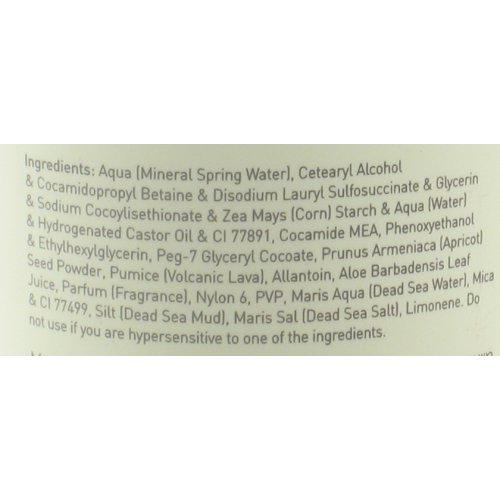 Ingredients: Aqua (Mineral Spring Water), Cetearyl Alcohol
& Cocamidopropyl Betaine & Disodium Lauryl Sulfosuccinate & Glycerin
& Sodium Cocoylisethionate & Zea Mays (Corn) Starch & Aqua (Water)
& Hydrogenated Castor Oil & CI 77891, Cocamide MEA, Phenoxyethanol
& Ethylhexylglycerin, Peg-7 Glyceryl Cocoate, Prunus Armeniaca (Apricot)
Seed Powder, Pumice (Volcanic Lava), Allantoin, Aloe Barbadensis Leaf
Juice, Parfum (Fragrance), Nylon 6, PVP, Maris Aqua (Dead Sea Water), Mica
& CI 77499, Silt (Dead Sea Mud), Maris Sal (Dead Sea Salt), Limonene. Do
not use if you are hypersensitive to one of the ingredients.